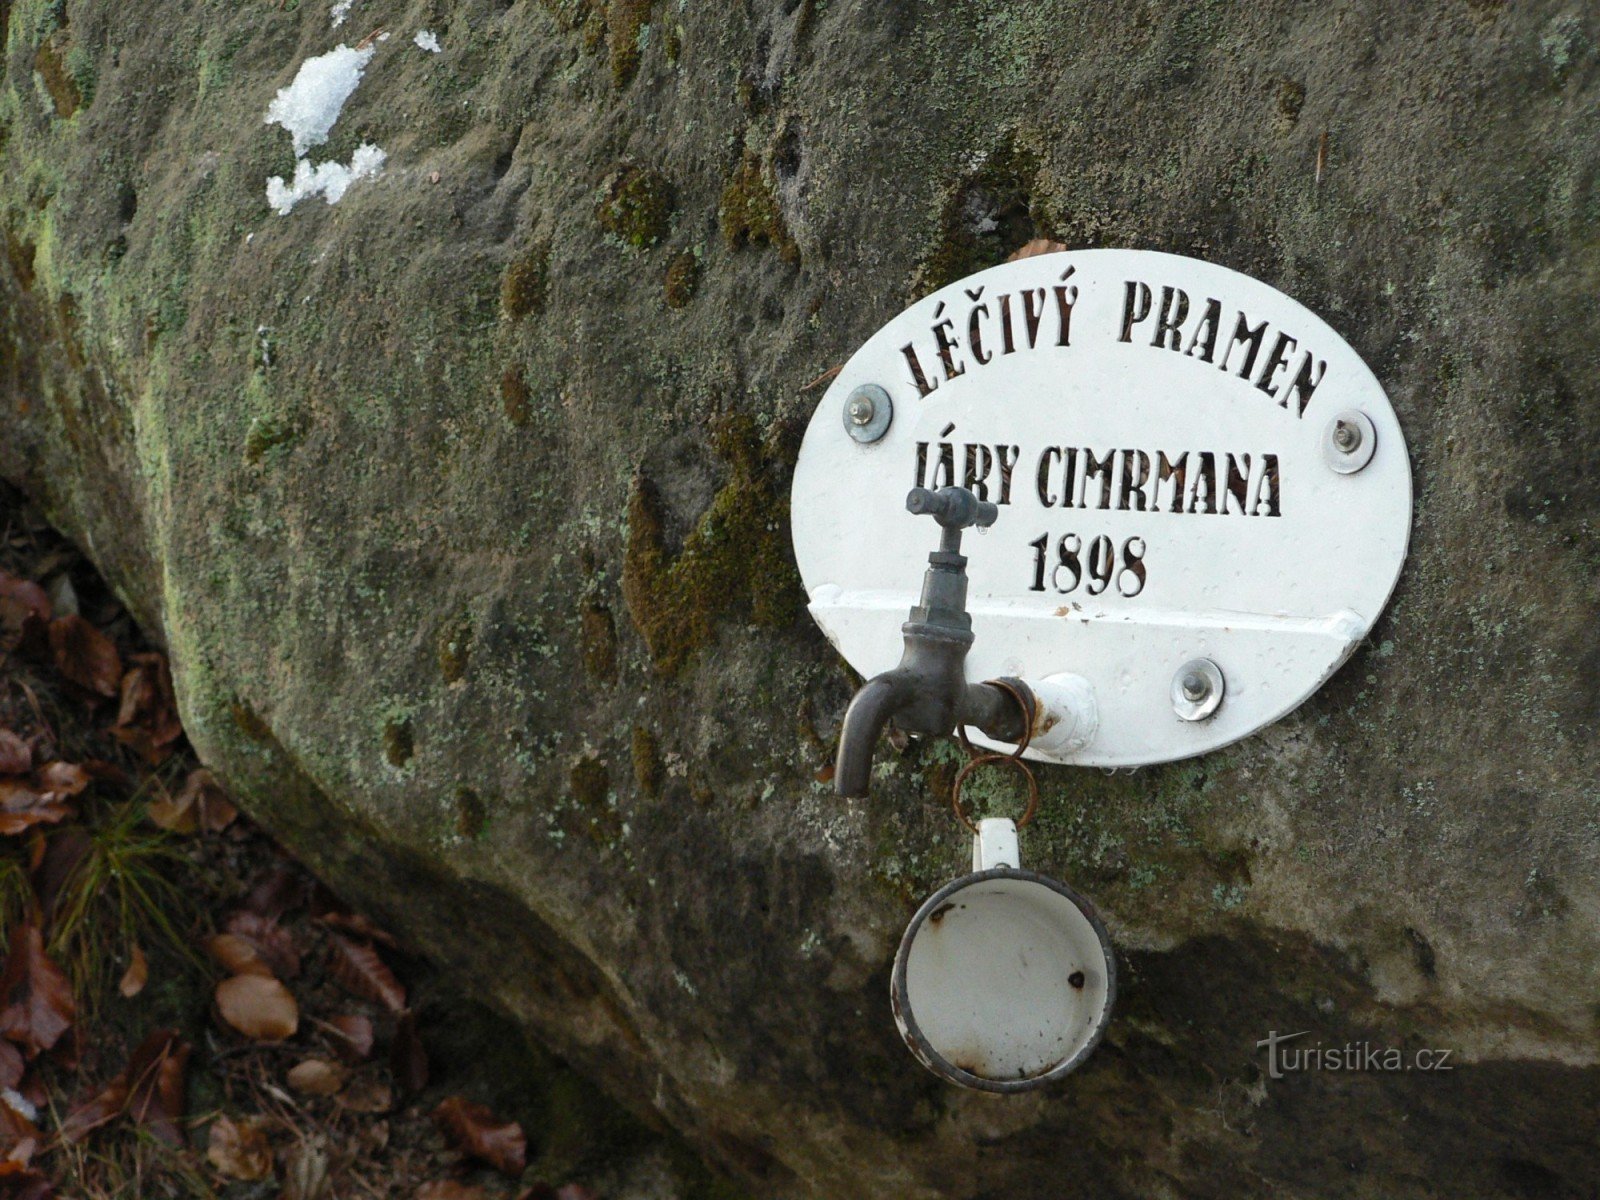 LÉČIVÝ PRAMEN
JÁRY CIMRMANA
1898
Turistika.cz